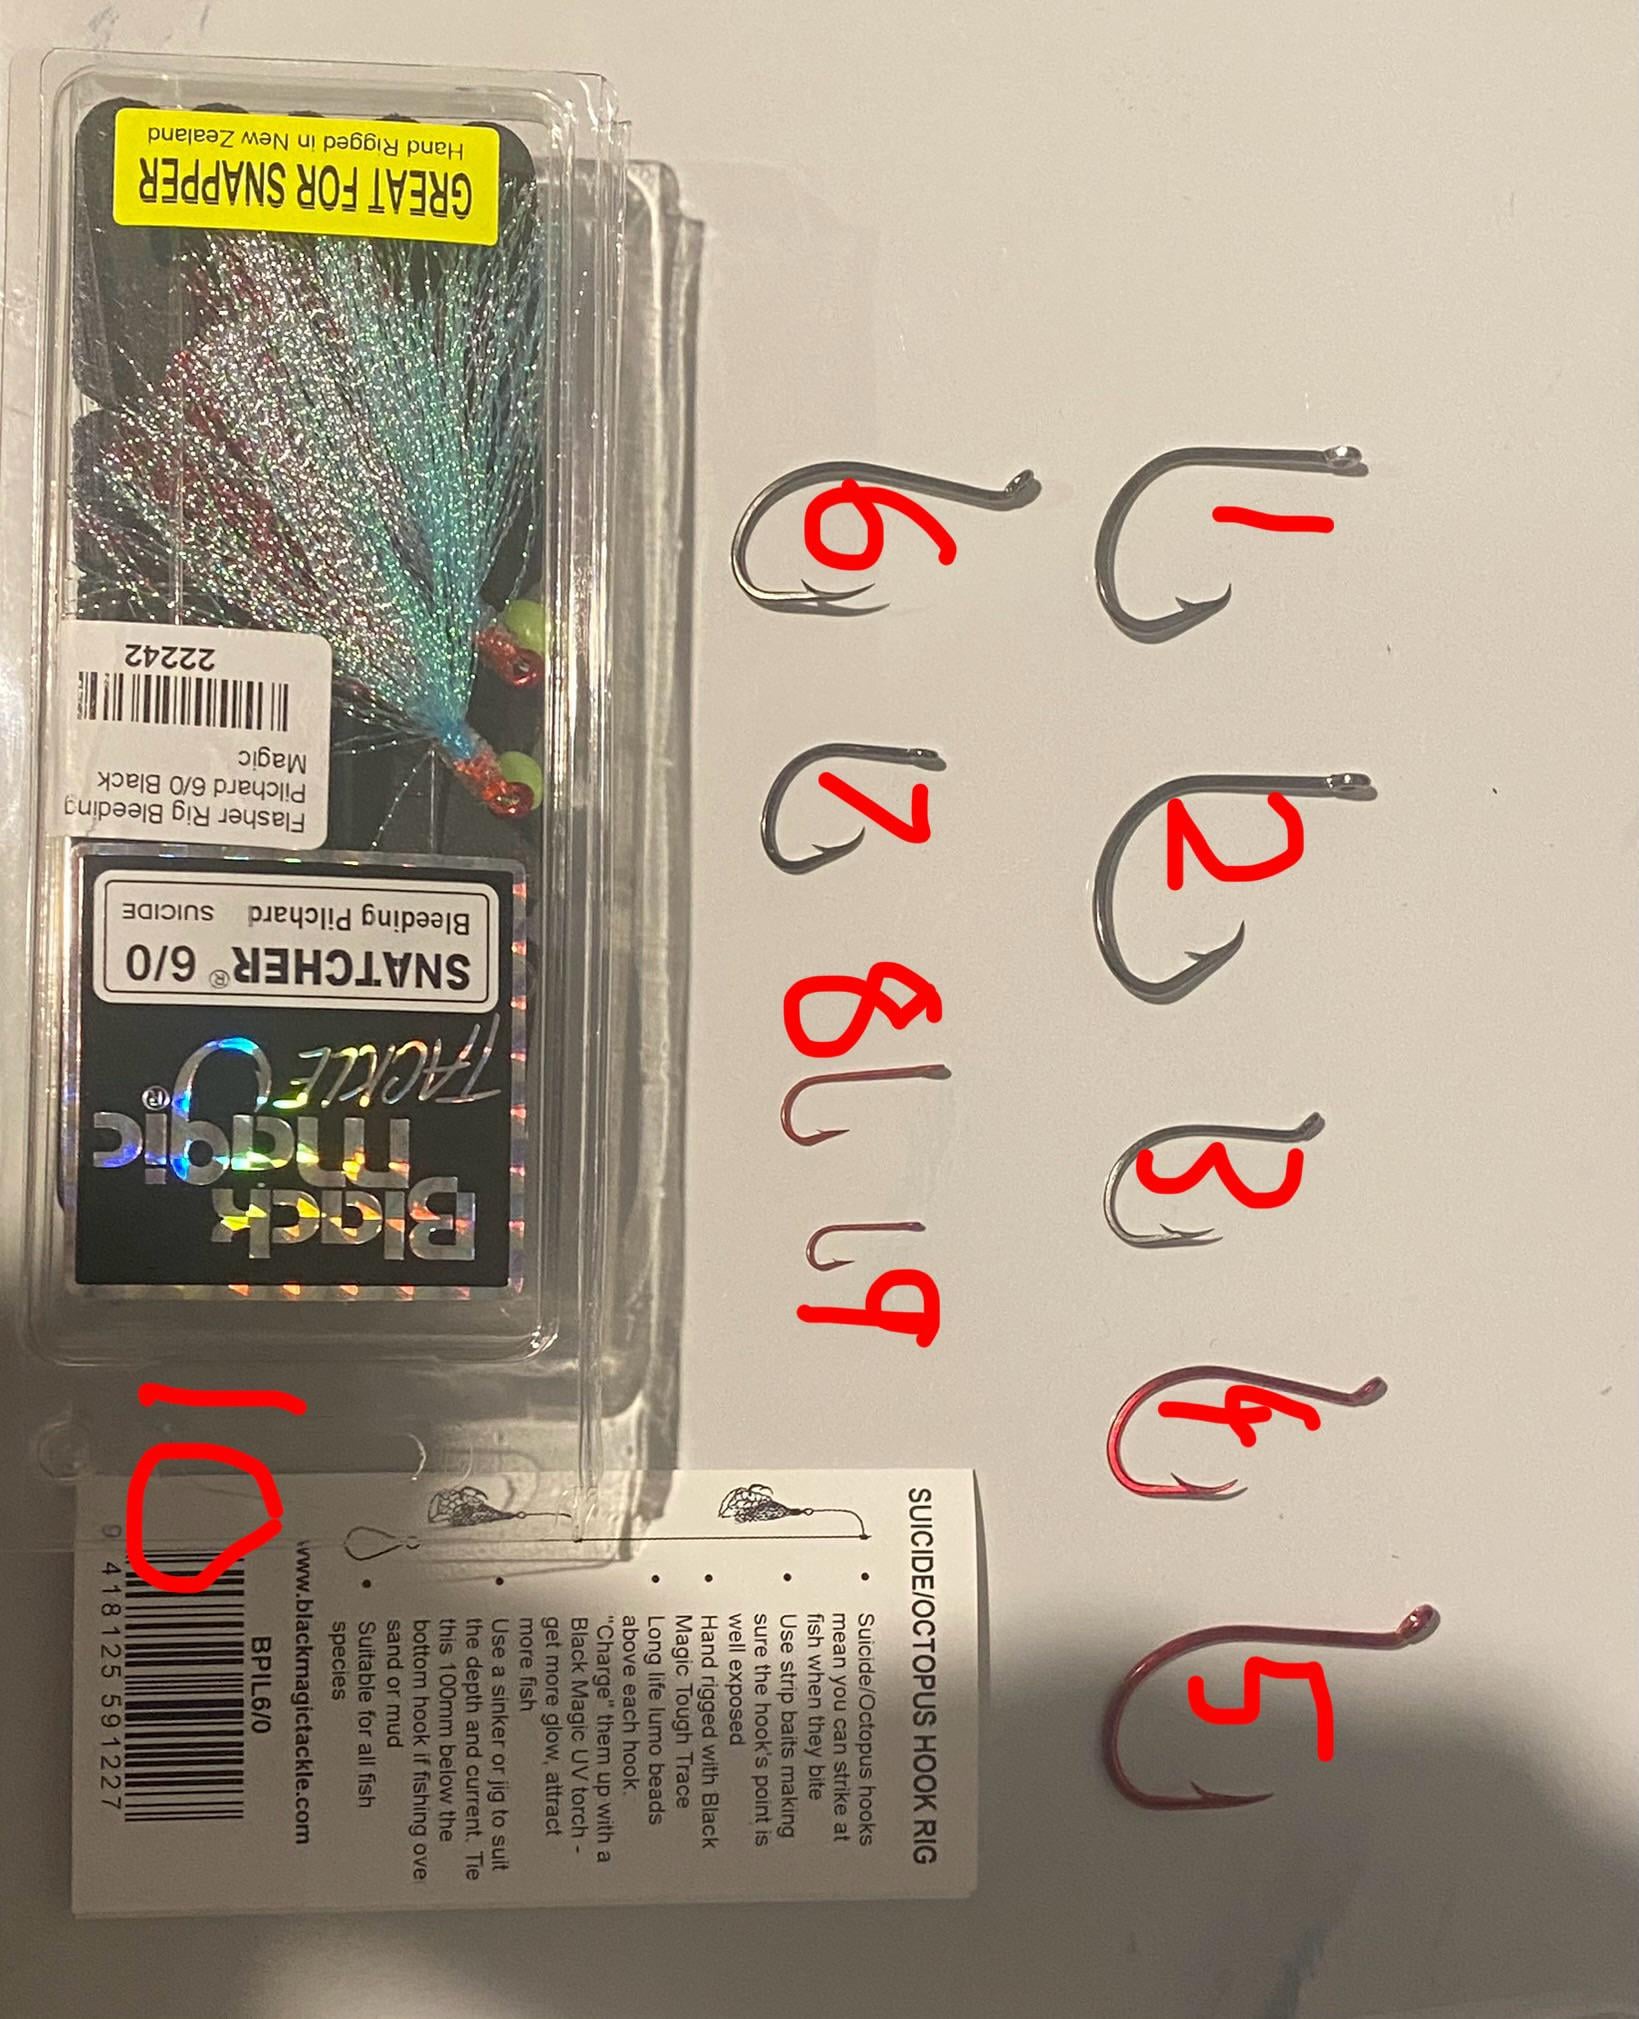 GREAT FOR SNAPPER
Hand Rigged in New Zealand
22242
Flasher Rig Bleeding
Pilchard 6/0 Black
Magic
SNATCHER® 6/0
Bleeding Pilchard SUICIDE
Black
magic®
TACKLE
1
2
3
4
5
6
7
8
9
10
SUICIDE/OCTOPUS HOOK RIG
• Suicide/Octopus hooks
mean you can strike at
fish when they bite
• Use strip baits making
sure the hook's point is
well exposed
• Hand rigged with Black
Magic Tough Trace
• Long life lumo beads
above each hook.
"Charge" them up with a
Black Magic UV torch -
get more glow, attract
more fish
• Use a sinker or jig to suit
the depth and current. Tie
this 100mm below the
bottom hook if fishing over
sand or mud
• Suitable for all fish
species
www.blackmagictackle.com
BPIL6/0
9 418125 591227